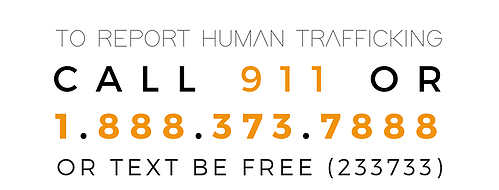 TO REPORT HUMAN TRAFFICKING
CALL 911 OR
1.888.373.7888
OR TEXT BE FREE (233733)